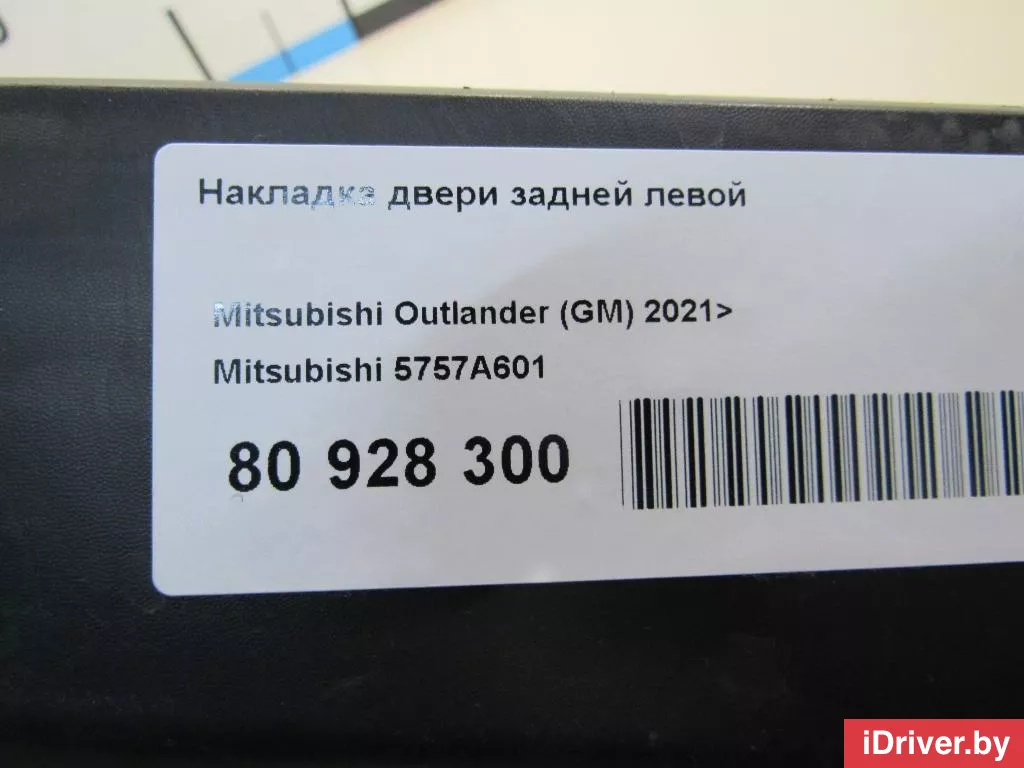 Накладка двери задней левой
Mitsubishi Outlander (GM) 2021>
Mitsubishi 5757A601
80 928 300
iDriver.by